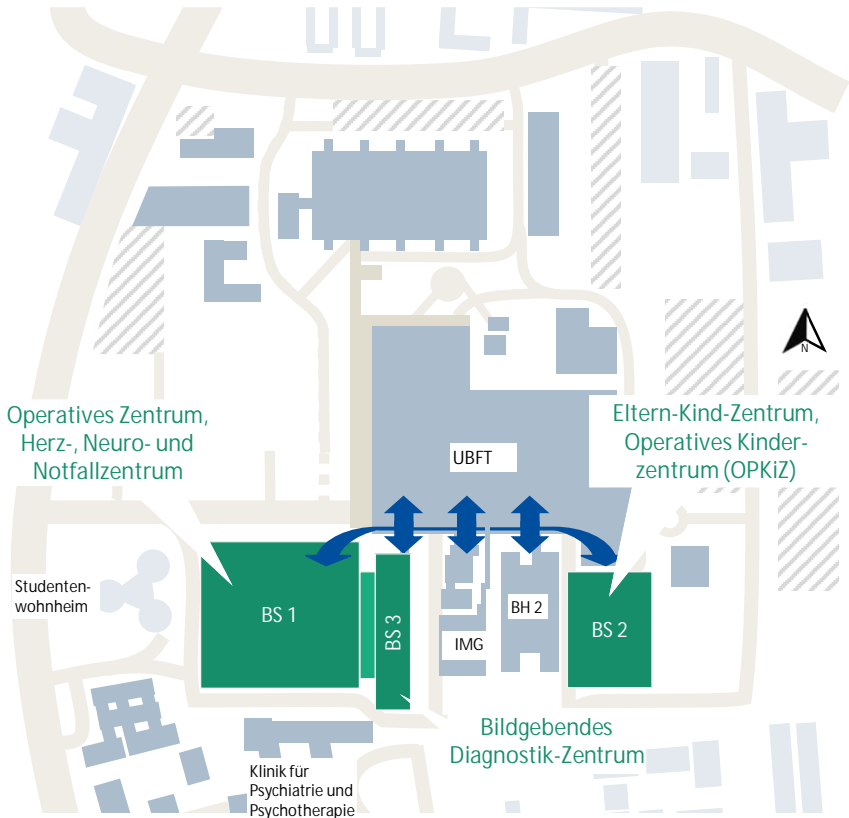 N
Operatives Zentrum,
Herz-, Neuro- und
Notfallzentrum
Eltern-Kind-Zentrum,
Operatives Kinder-
zentrum (OPKiZ)
UBFT
Studenten-
wohnheim
BS 1
BS 3
IMG
BH 2
BS 2
Bildgebendes
Diagnostik-Zentrum
Klinik für
Psychiatrie und
Psychotherapie